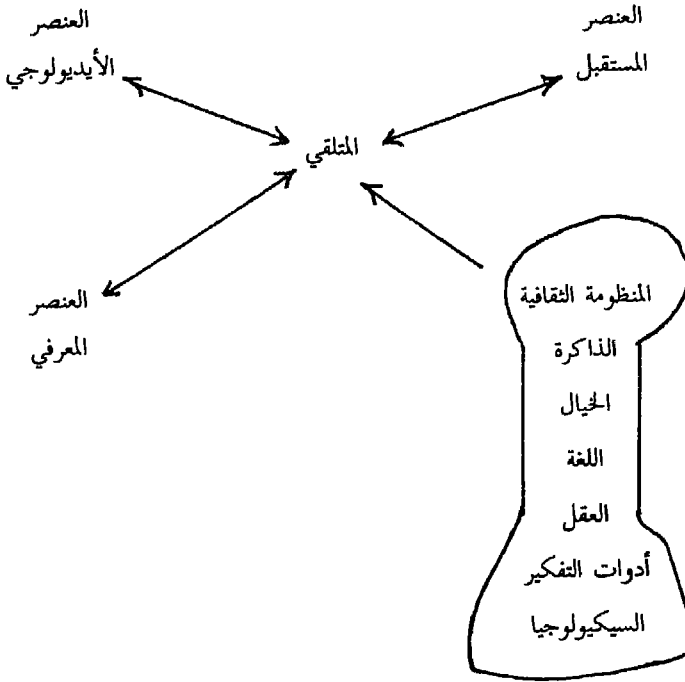 العنصر
المستقبل
العنصر
الأيديولوجي
المتلقي
العنصر
المعرفي
المنظومة الثقافية
الذاكرة
الخيال
اللغة
العقل
أدوات التفكير
السيكيولوجيا